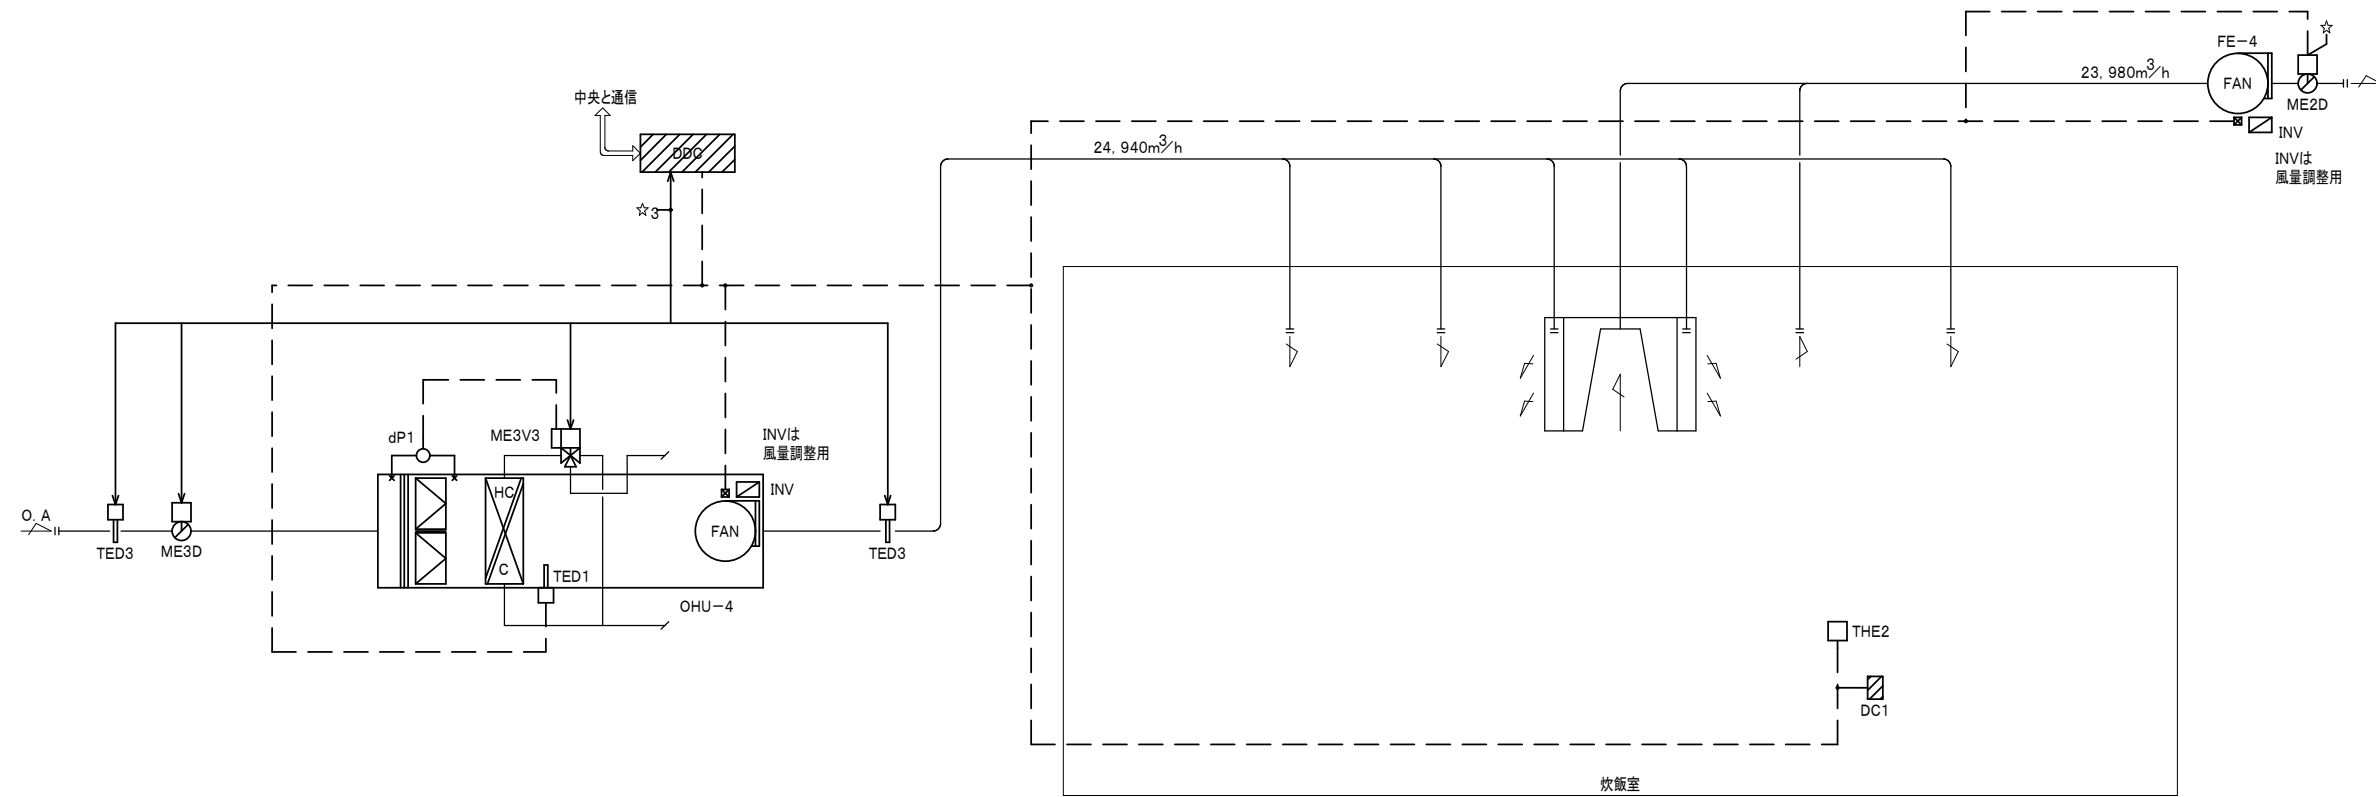 FE-4
☆
23, 980m3/h
FAN
ME2D
INV
INVは
風量調整用
中央と通信
DDC
24, 940m3/h
☆3
dP1
ME3V3
INVは
風量調整用
HC
INV
O. A
FAN
TED3
ME3D
TED3
C
TED1
OHU-4
THE2
DC1
炊飯室